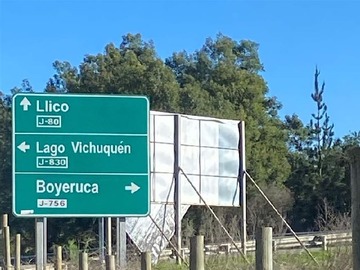 Llico
J-80
Lago Vichuquén
J-830
Boyeruca
J-756